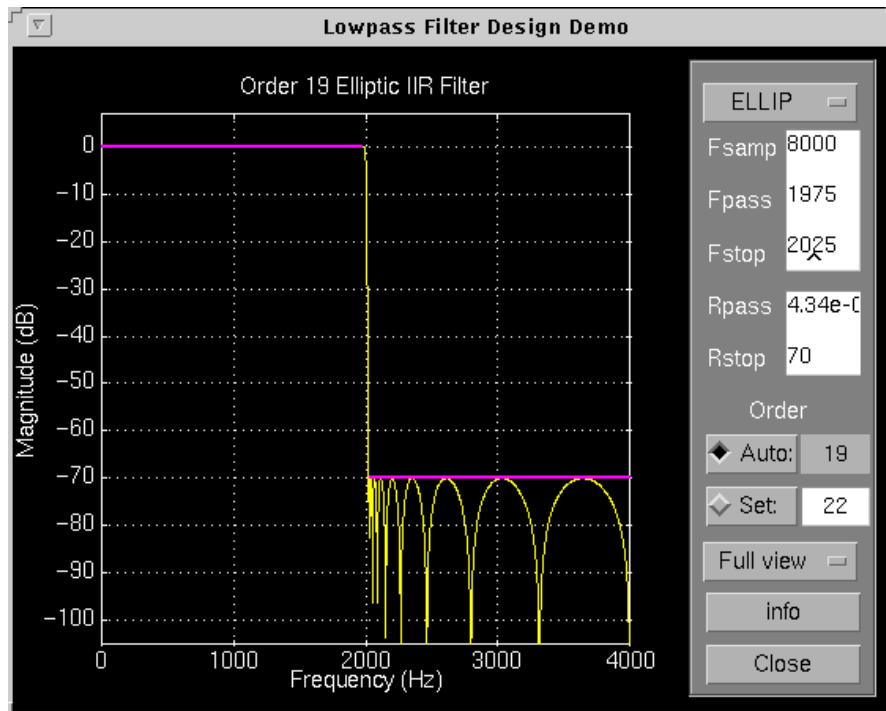 Lowpass Filter Design Demo
Order 19 Elliptic IIR Filter
Magnitude (dB)
0
−10
−20
−30
−40
−50
−60
−70
−80
−90
−100
0 1000 2000 3000 4000
Frequency (Hz)
ELLIP
Fsamp 8000
Fpass 1975
Fstop 2025
Rpass 4.34e-
Rstop 70
Order
Auto: 19
Set: 22
Full view
info
Close